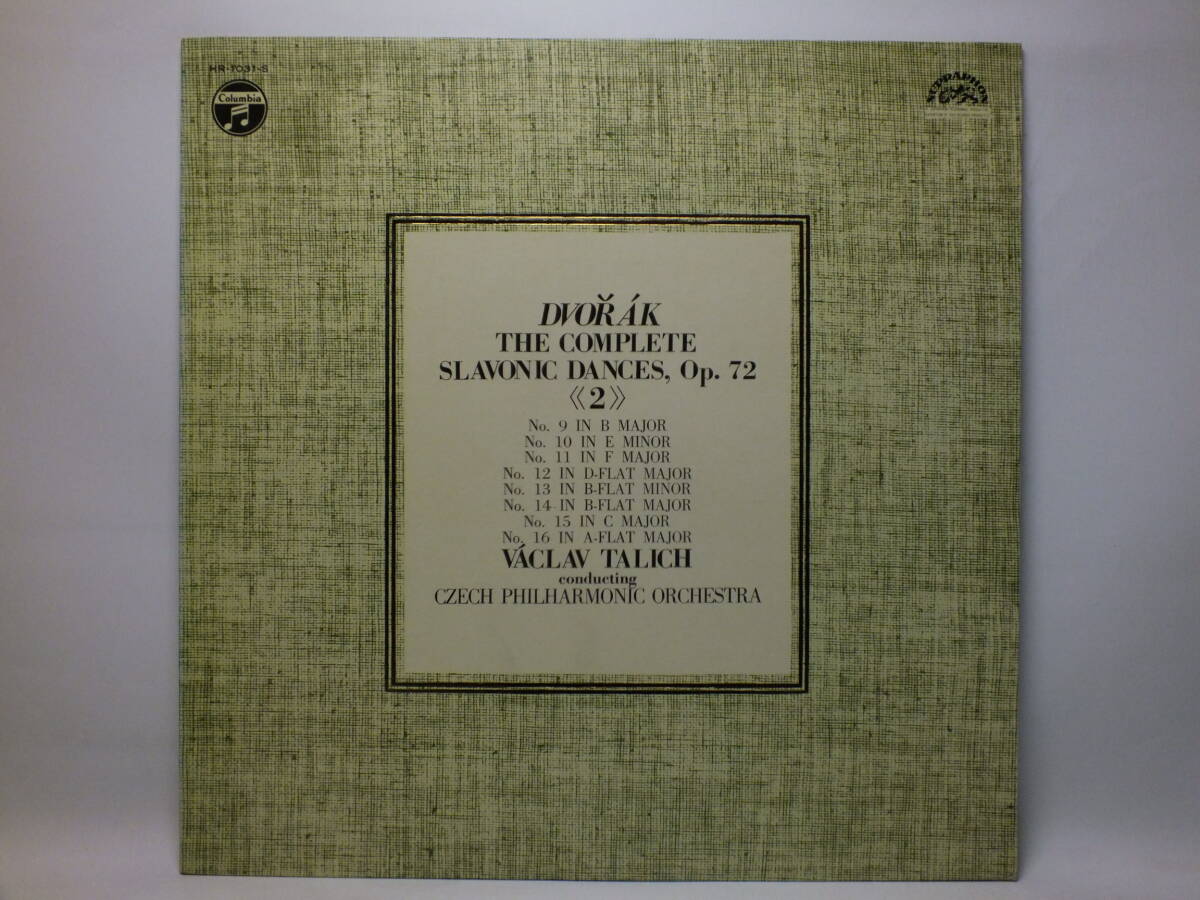 HR-7031-S
Columbia
SUPRAPHON
DVOŘÁK
THE COMPLETE
SLAVONIC DANCES, Op. 72
《2》
No. 9 IN B MAJOR
No. 10 IN E MINOR
No. 11 IN F MAJOR
No. 12 IN D-FLAT MAJOR
No. 13 IN B-FLAT MINOR
No. 14 IN B-FLAT MAJOR
No. 15 IN C MAJOR
No. 16 IN A-FLAT MAJOR
VÁCLAV TALICH
conducting
CZECH PHILHARMONIC ORCHESTRA